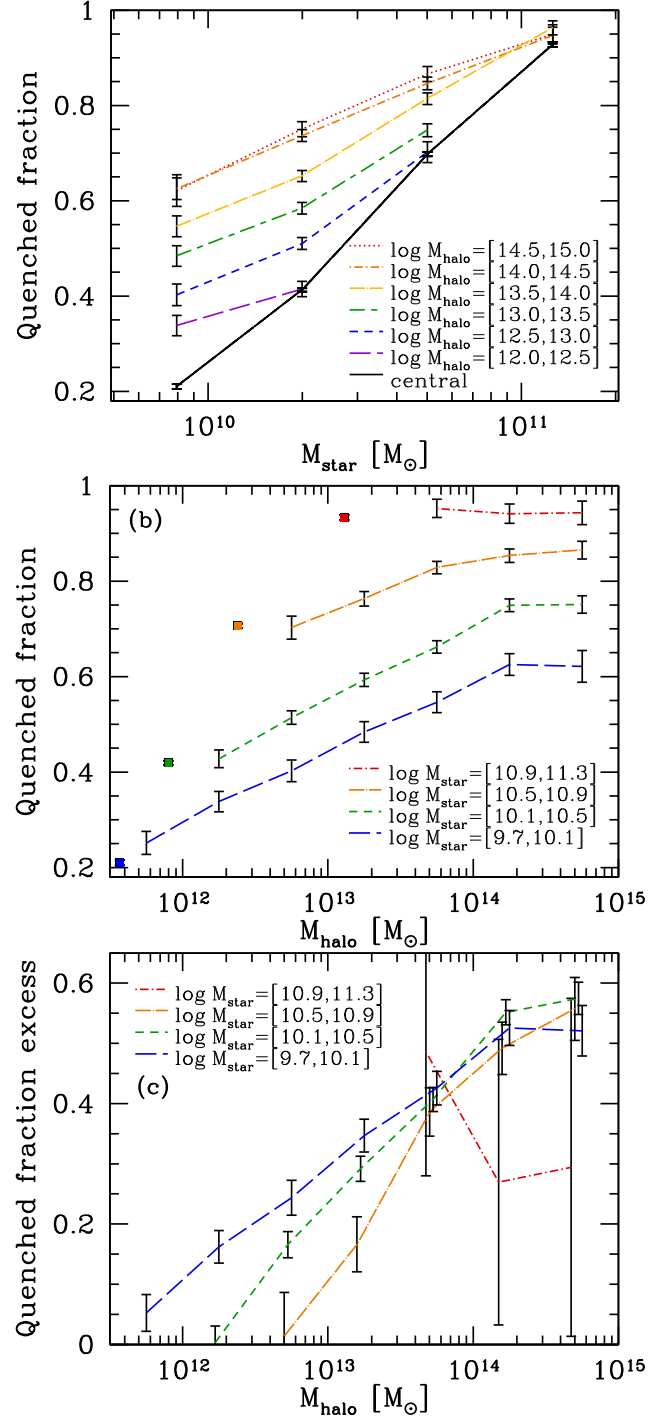 1
0.8
0.6
0.4
0.2
Quenched fraction
log M_halo=[14.5,15.0]
log M_halo=[14.0,14.5]
log M_halo=[13.5,14.0]
log M_halo=[13.0,13.5]
log M_halo=[12.5,13.0]
log M_halo=[12.0,12.5]
central
10^10 10^11
M_star [M_⊙]
(b)
1
0.8
0.6
0.4
0.2
Quenched fraction
log M_star=[10.9,11.3]
log M_star=[10.5,10.9]
log M_star=[10.1,10.5]
log M_star=[9.7,10.1]
10^12 10^13 10^14 10^15
M_halo [M_⊙]
0.6
0.4
0.2
0
Quenched fraction excess
log M_star=[10.9,11.3]
log M_star=[10.5,10.9]
log M_star=[10.1,10.5]
log M_star=[9.7,10.1]
(c)
10^12 10^13 10^14 10^15
M_halo [M_⊙]